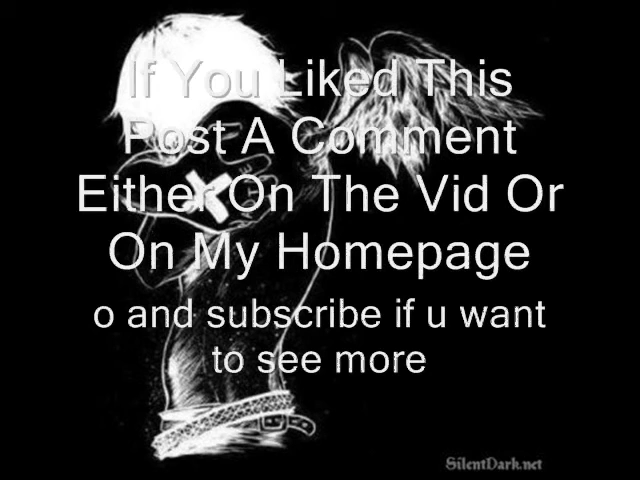 If You Liked This
Post A Comment
Either On The Vid Or
On My Homepage
o and subscribe if u want
to see more
SilentDark.net